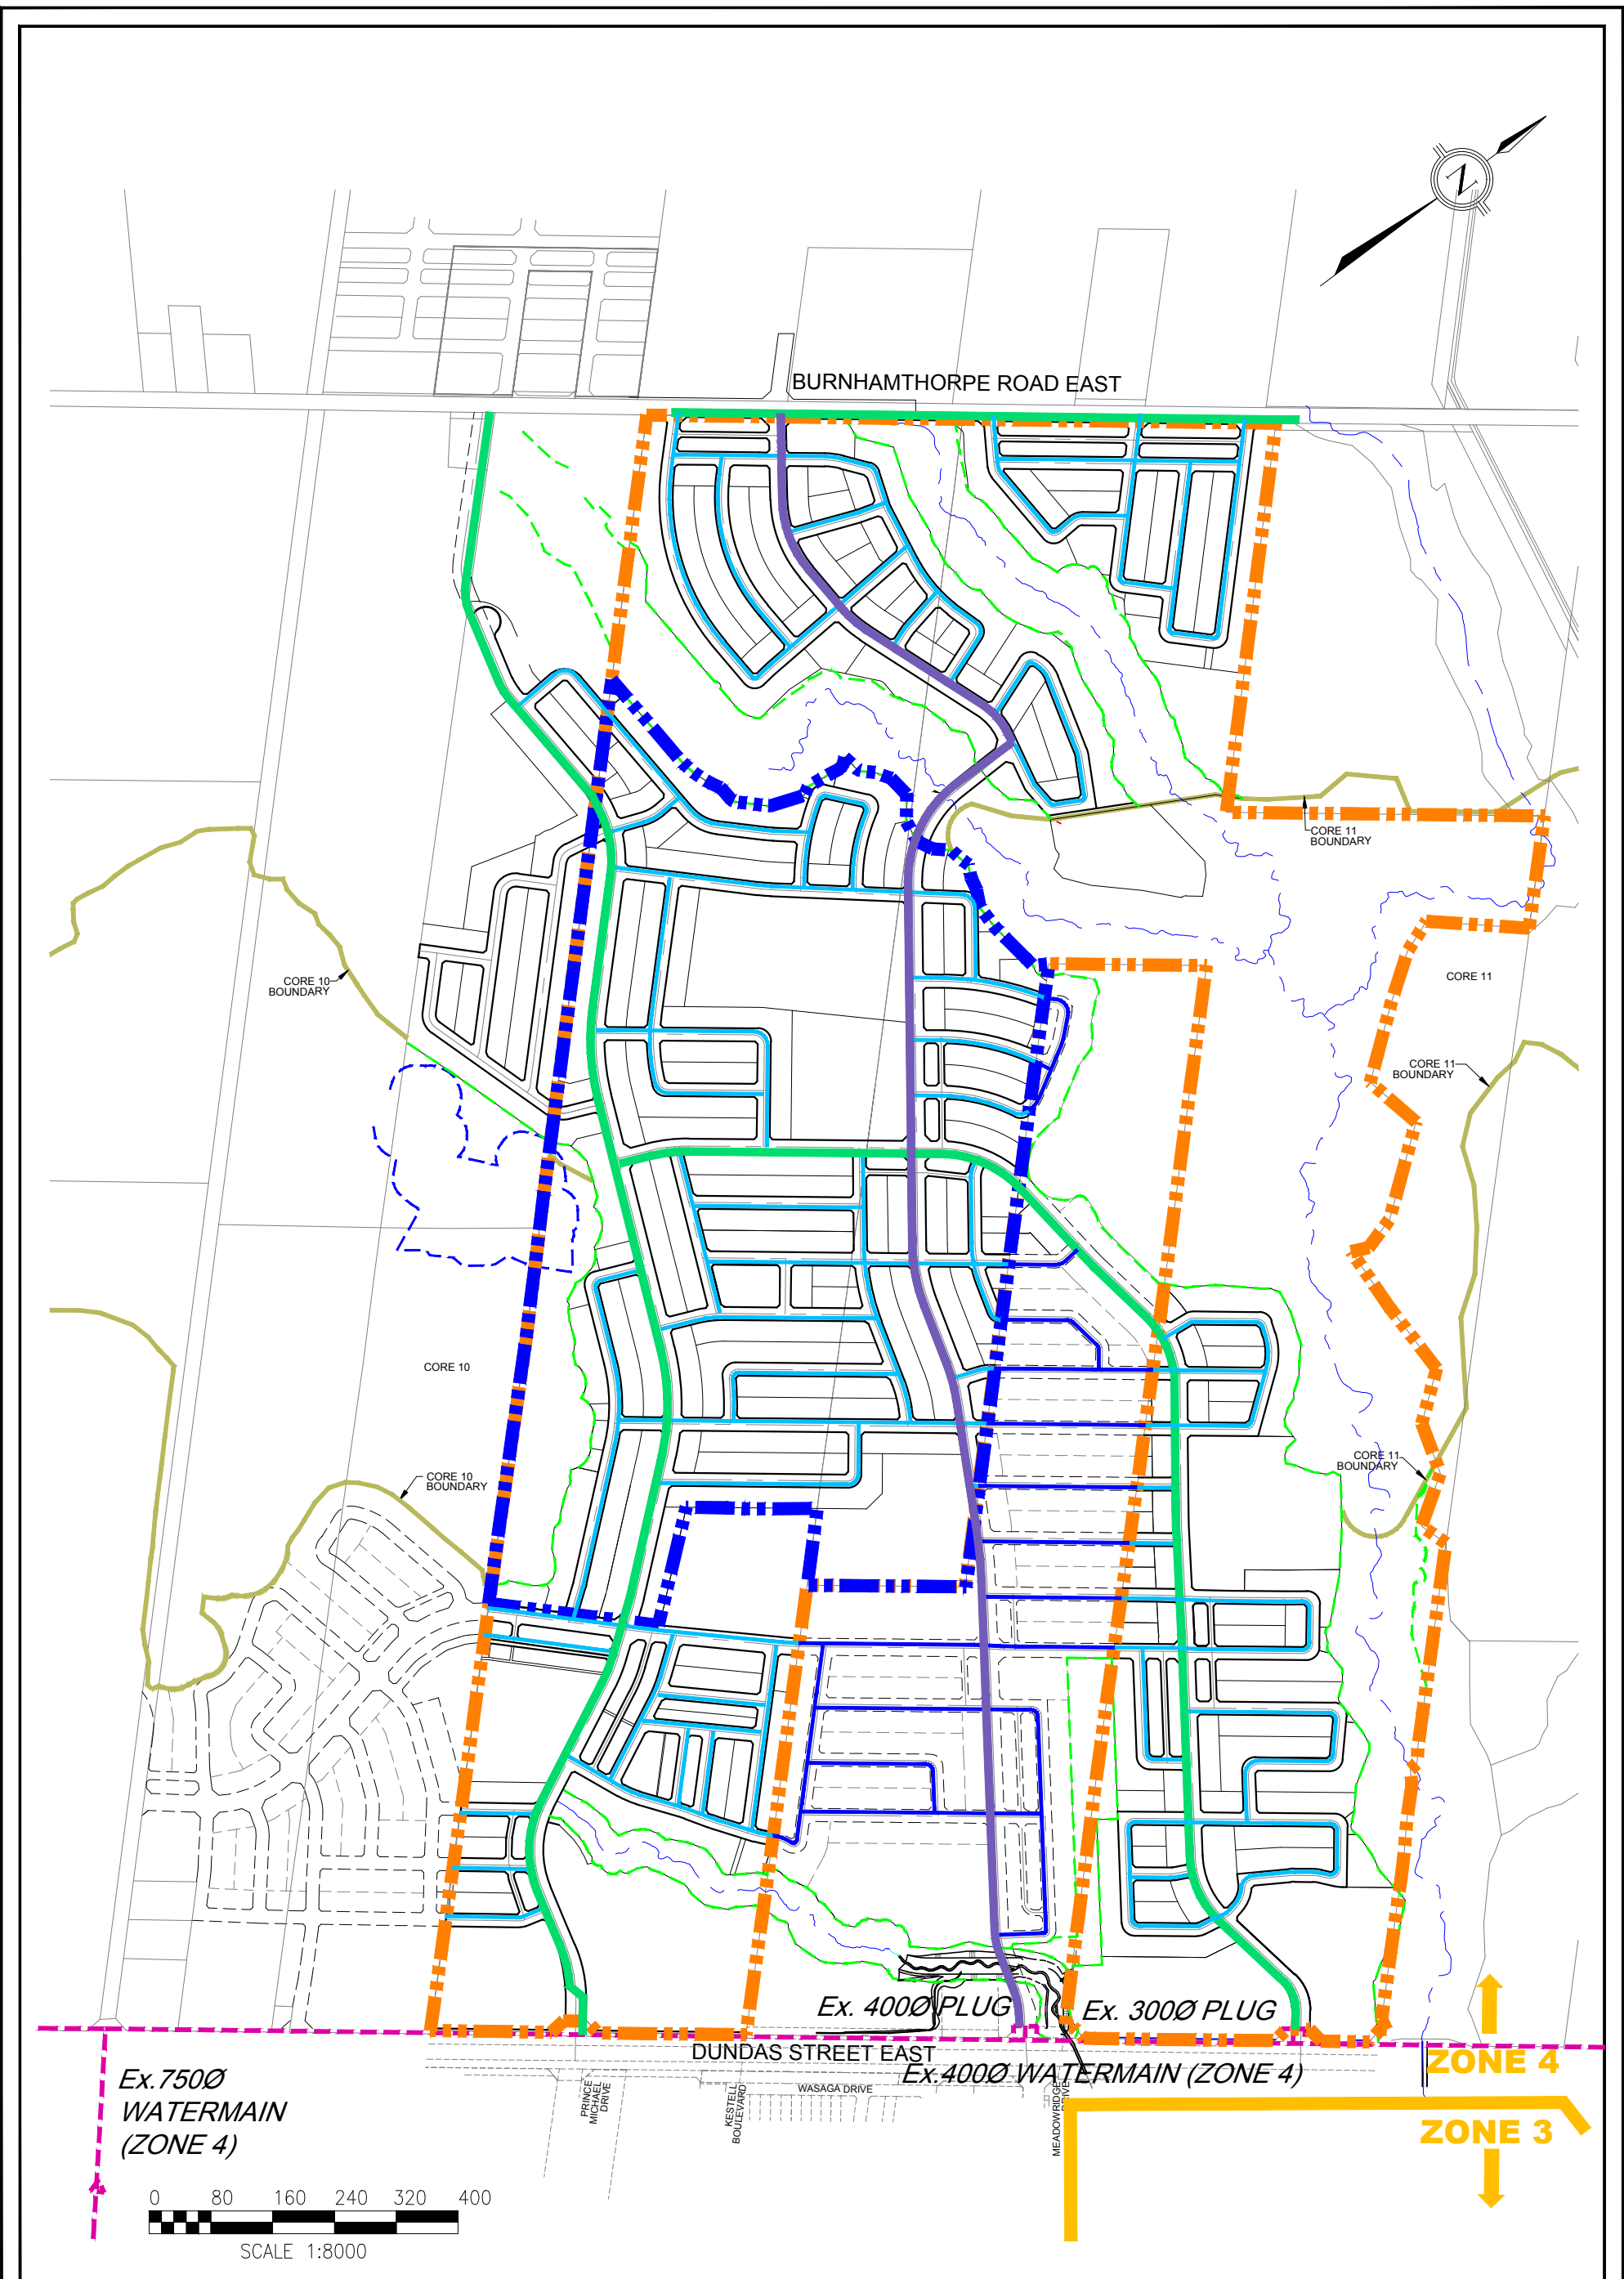 N
BURNHAMTHORPE ROAD EAST
CORE 11
BOUNDARY
CORE 10
BOUNDARY
CORE 11
CORE 11
BOUNDARY
CORE 10
CORE 11
BOUNDARY
CORE 10
BOUNDARY
Ex. 400Ø PLUG
Ex. 300Ø PLUG
DUNDAS STREET EAST
Ex.400Ø WATERMAIN (ZONE 4)
ZONE 4
Ex.750Ø
WATERMAIN
(ZONE 4)
PRINCE
MICHAEL
DRIVE
KESTELL
BOULEVARD
WASAGA DRIVE
MEADOWRIDGE
DRIVE
ZONE 3
0 80 160 240 320 400
SCALE 1:8000